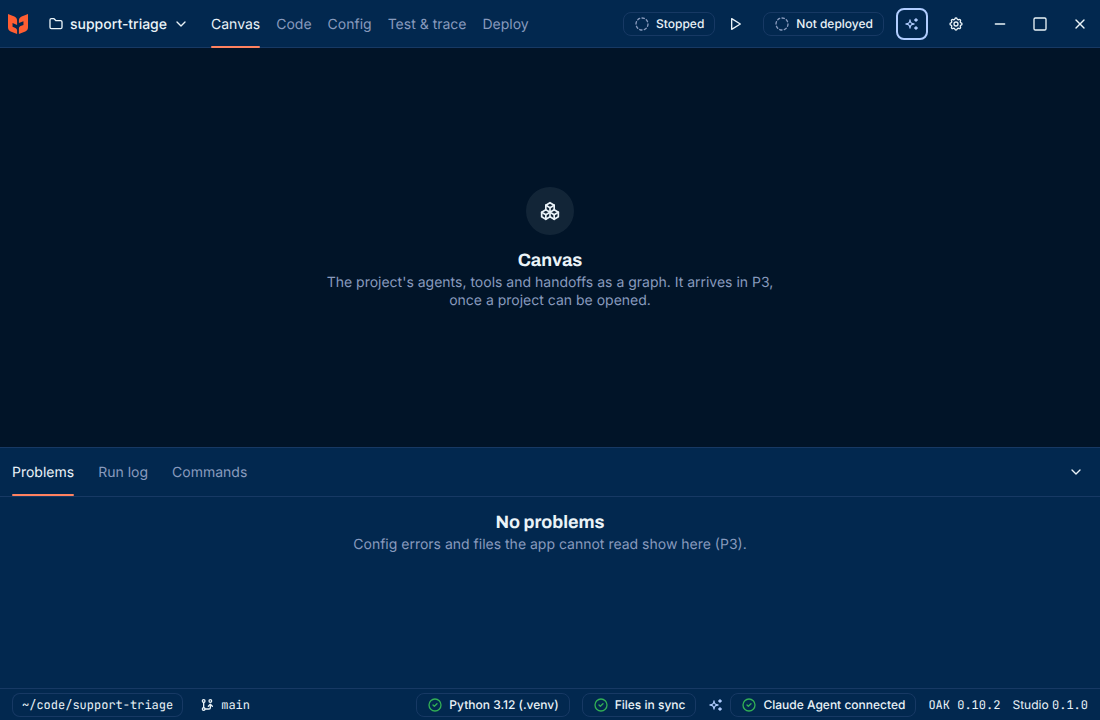 support-triage
Canvas
Code
Config
Test & trace
Deploy
Stopped
Not deployed
Canvas
The project's agents, tools and handoffs as a graph. It arrives in P3,
once a project can be opened.
Problems
Run log
Commands
No problems
Config errors and files the app cannot read show here (P3).
~/code/support-triage
main
Python 3.12 (.venv)
Files in sync
Claude Agent connected
OAK 0.10.2
Studio 0.1.0